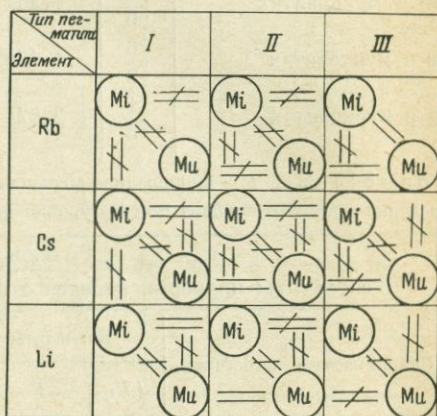 Тип пег-
матита
Элемент
I II III
Rb
Mi Mi Mi
Mu Mu Mu
Cs
Mi Mi Mi
Mu Mu Mu
Li
Mi Mi Mi
Mu Mu Mu